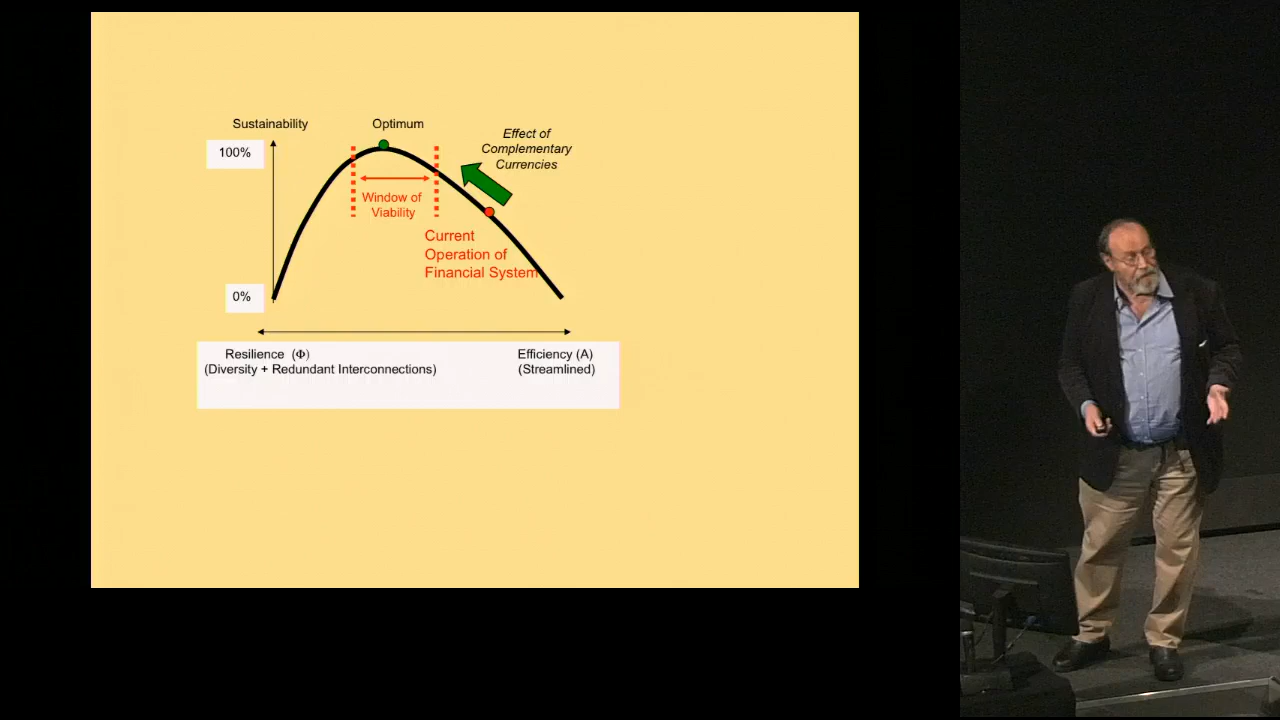 Sustainability
Optimum
100%
Effect of
Complementary
Currencies
Window of
Viability
Current
Operation of
Financial System
0%
Resilience (Φ)
(Diversity + Redundant Interconnections)
Efficiency (A)
(Streamlined)